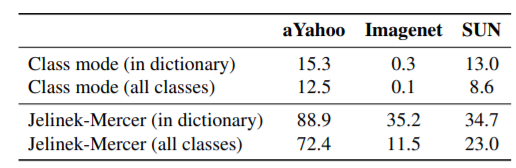 aYahoo Imagenet SUN
Class mode (in dictionary) 15.3 0.3 13.0
Class mode (all classes) 12.5 0.1 8.6
Jelinek-Mercer (in dictionary) 88.9 35.2 34.7
Jelinek-Mercer (all classes) 72.4 11.5 23.0